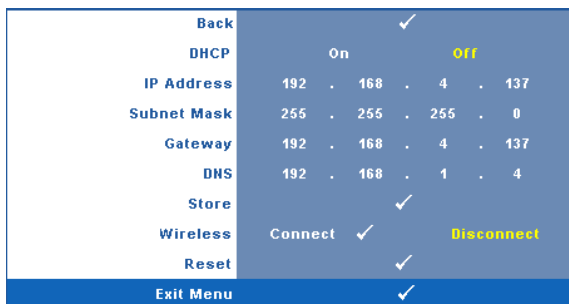 Back ✓
DHCP On Off
IP Address 192 . 168 . 4 . 137
Subnet Mask 255 . 255 . 255 . 0
Gateway 192 . 168 . 4 . 137
DNS 192 . 168 . 1 . 4
Store ✓
Wireless Connect ✓ Disconnect
Reset ✓
Exit Menu ✓